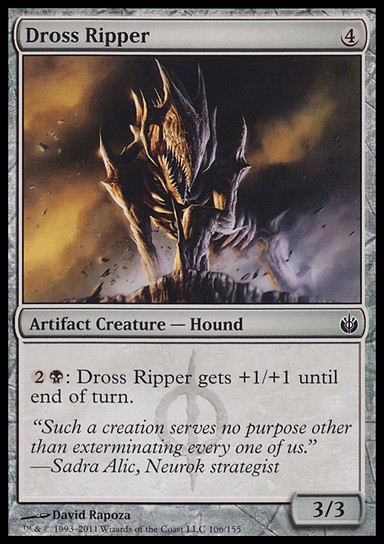 Dross Ripper 4
Artifact Creature — Hound
2: Dross Ripper gets +1/+1 until
end of turn.
“Such a creation serves no purpose other
than exterminating every one of us.”
—Sadra Alic, Neurok strategist
David Rapoza
™ & © 1993–2011 Wizards of the Coast LLC 106/155
3/3